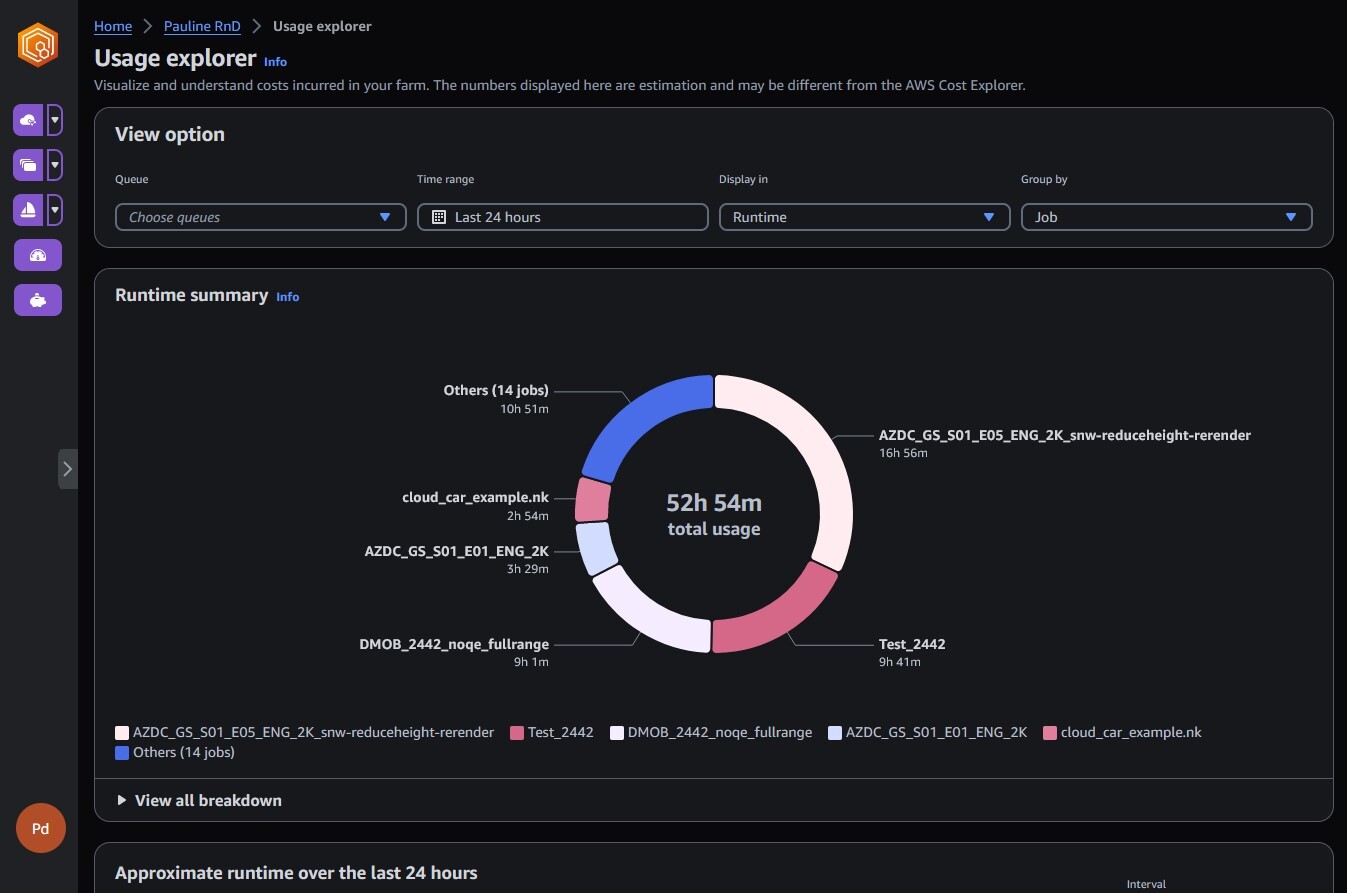 Home > Pauline RnD > Usage explorer
Usage explorer Info
Visualize and understand costs incurred in your farm. The numbers displayed here are estimation and may be different from the AWS Cost Explorer.
View option
Queue Time range Display in Group by
Choose queues Last 24 hours Runtime Job
Runtime summary Info
Others (14 jobs)
10h 51m
AZDC_GS_S01_E05_ENG_2K_snw-reduceheight-rerender
16h 56m
cloud_car_example.nk
2h 54m
52h 54m
total usage
AZDC_GS_S01_E01_ENG_2K
3h 29m
DMOB_2442_noqe_fullrange
9h 1m
Test_2442
9h 41m
AZDC_GS_S01_E05_ENG_2K_snw-reduceheight-rerender Test_2442 DMOB_2442_noqe_fullrange AZDC_GS_S01_E01_ENG_2K cloud_car_example.nk
Others (14 jobs)
View all breakdown
Pd
Approximate runtime over the last 24 hours
Interval